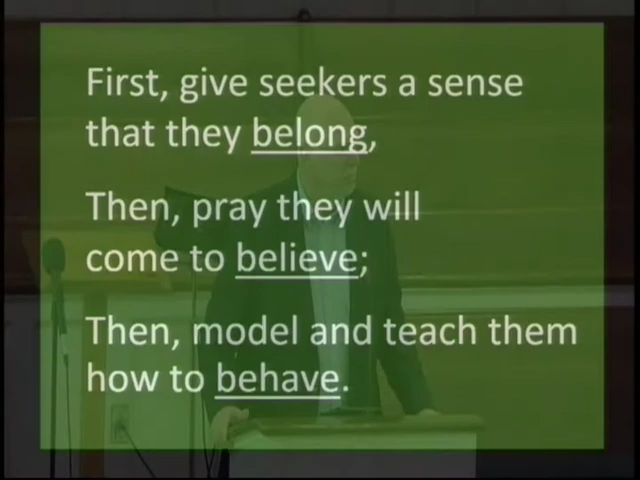 First, give seekers a sense
that they belong,
Then, pray they will
come to believe;
Then, model and teach them
how to behave.